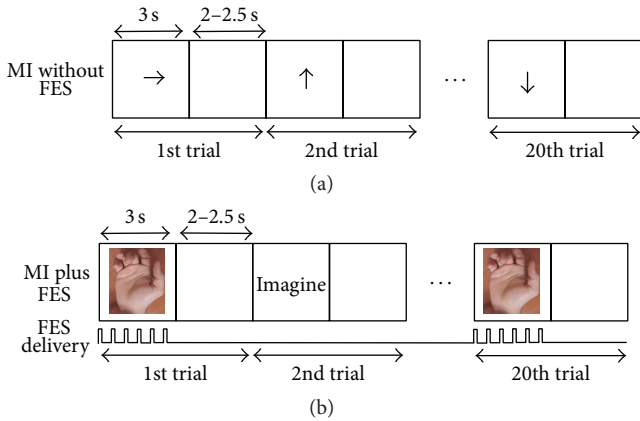 3 s
2–2.5 s
MI without
FES
→
↑
···
↓
1st trial
2nd trial
20th trial
(a)
3 s
2–2.5 s
MI plus
FES
Imagine
···
FES
delivery
1st trial
2nd trial
20th trial
(b)